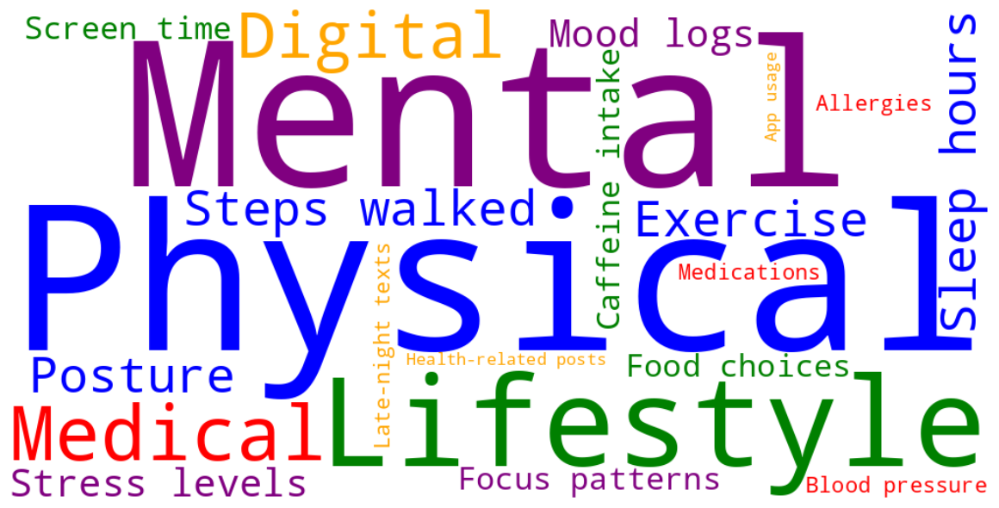 Screen time
Digital
Mood logs
Mental
App usage
Allergies
Sleep hours
Caffeine intake
Steps walked
Exercise
Physical
Medications
Late-night texts
Health-related posts
Food choices
Posture
Lifestyle
Medical
Stress levels
Focus patterns
Blood pressure